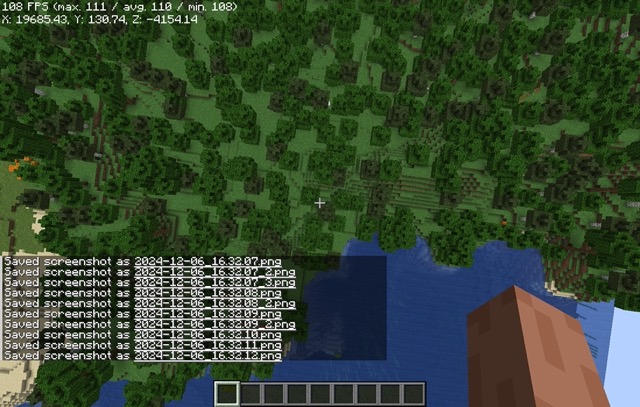 108 FPS (max. 111 / avg. 110 / min. 108)
X: 19685.43, Y: 130.74, Z: -4154.14
Saved screenshot as 2024-12-06_16.32.07.png
Saved screenshot as 2024-12-06_16.32.07_2.png
Saved screenshot as 2024-12-06_16.32.07_3.png
Saved screenshot as 2024-12-06_16.32.08.png
Saved screenshot as 2024-12-06_16.32.08_2.png
Saved screenshot as 2024-12-06_16.32.09.png
Saved screenshot as 2024-12-06_16.32.09_2.png
Saved screenshot as 2024-12-06_16.32.10.png
Saved screenshot as 2024-12-06_16.32.11.png
Saved screenshot as 2024-12-06_16.32.12.png